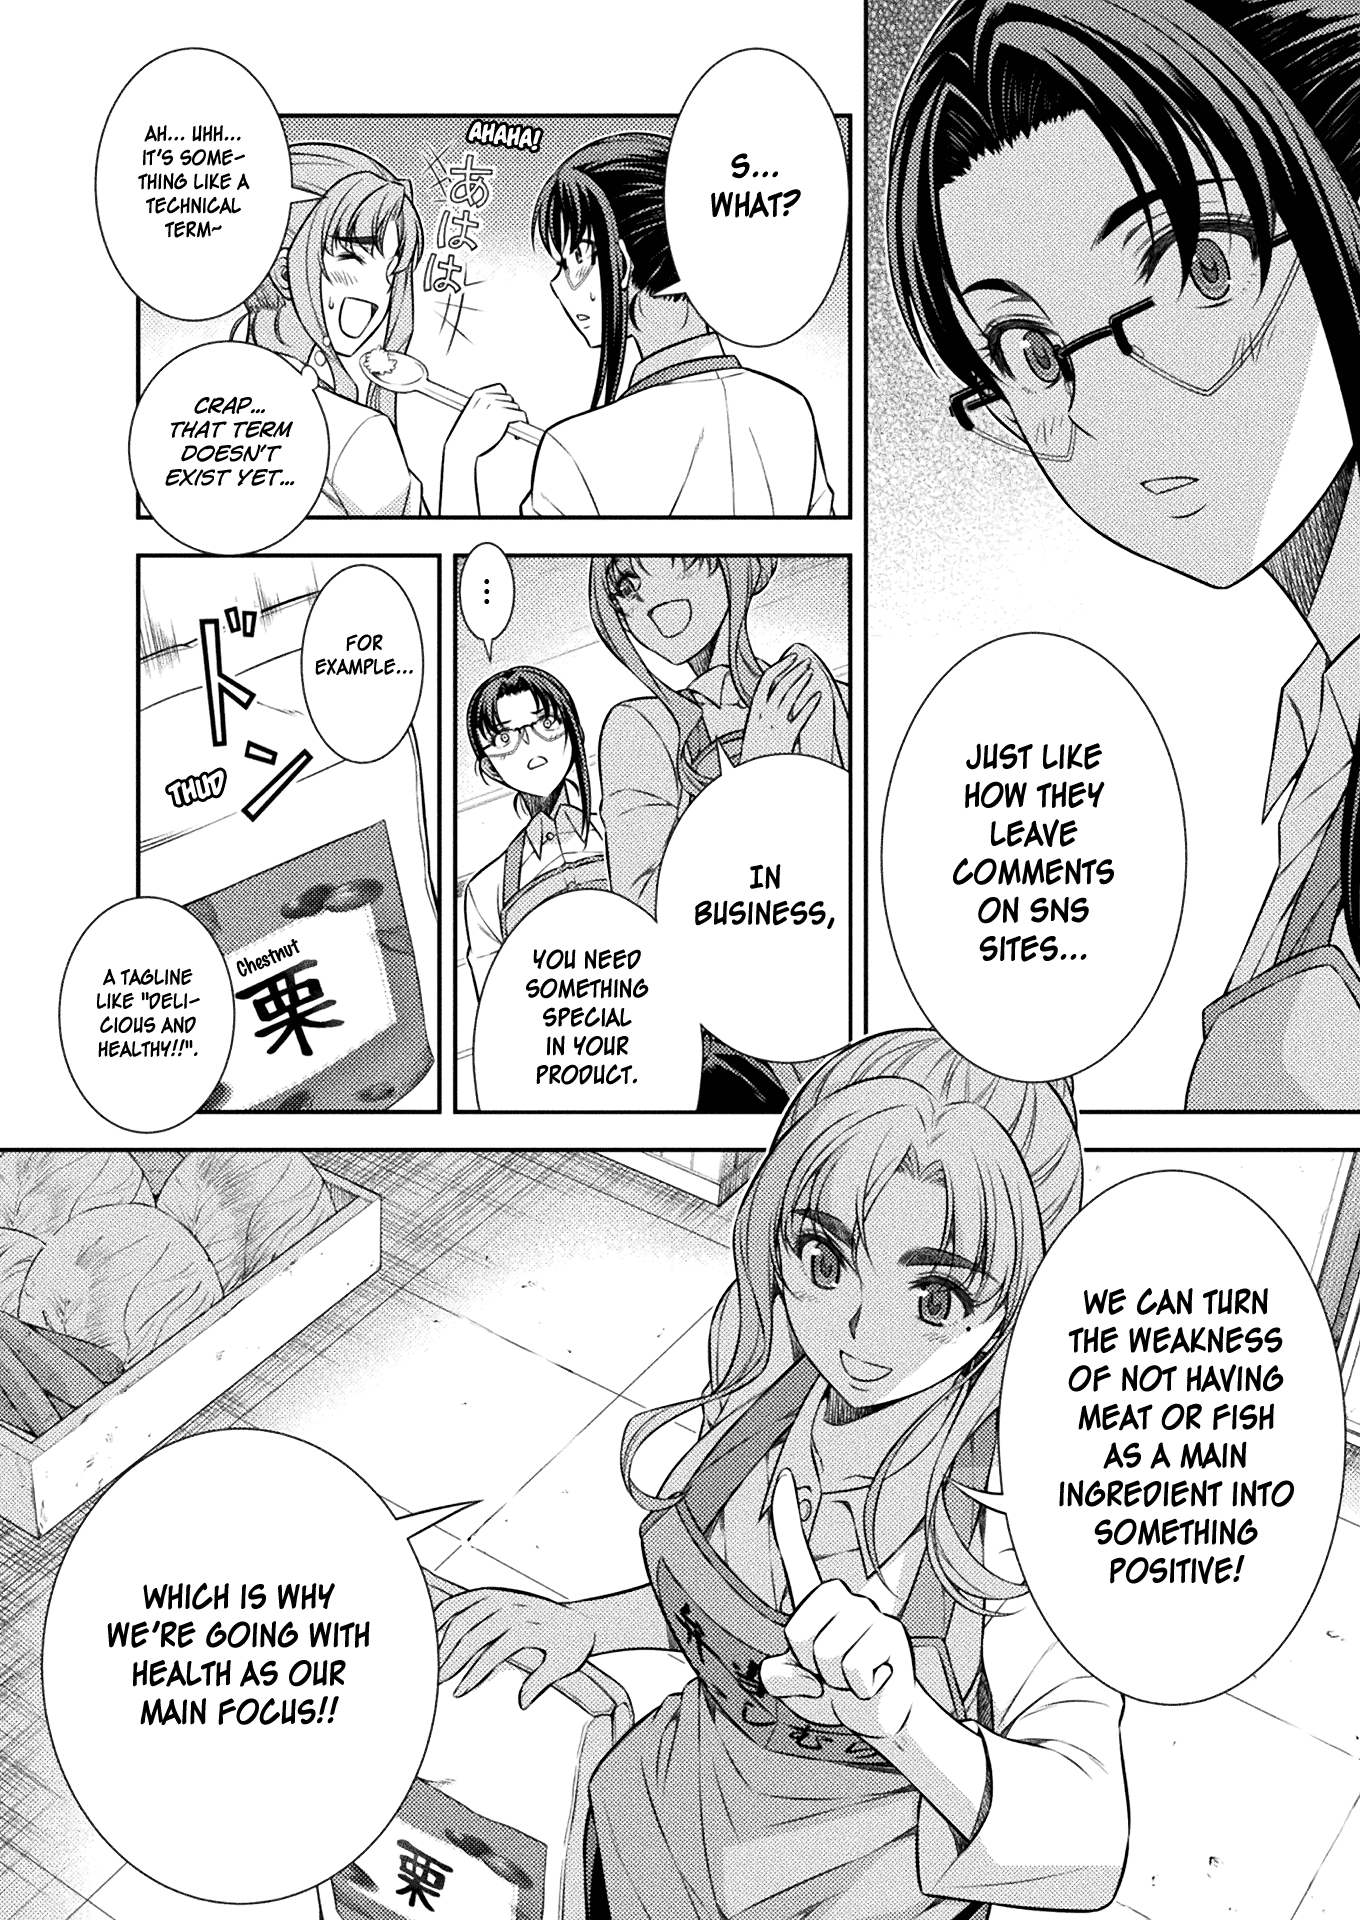 JUST LIKE
HOW THEY
LEAVE
COMMENTS
ON SNS
SITES...
S...
WHAT?
AHAHA!
あはは
AH... UHH...
IT'S SOME-
THING LIKE A
TECHNICAL
TERM~
CRAP...
THAT TERM
DOESN'T
EXIST YET...
...
IN
BUSINESS,
YOU NEED
SOMETHING
SPECIAL
IN YOUR
PRODUCT.
FOR
EXAMPLE...
ドン
THUD
Chestnut
栗
A TAGLINE
LIKE "DELI-
CIOUS AND
HEALTHY!!".
WE CAN TURN
THE WEAKNESS
OF NOT HAVING
MEAT OR FISH
AS A MAIN
INGREDIENT INTO
SOMETHING
POSITIVE!
WHICH IS WHY
WE'RE GOING WITH
HEALTH AS OUR
MAIN FOCUS!!
栗